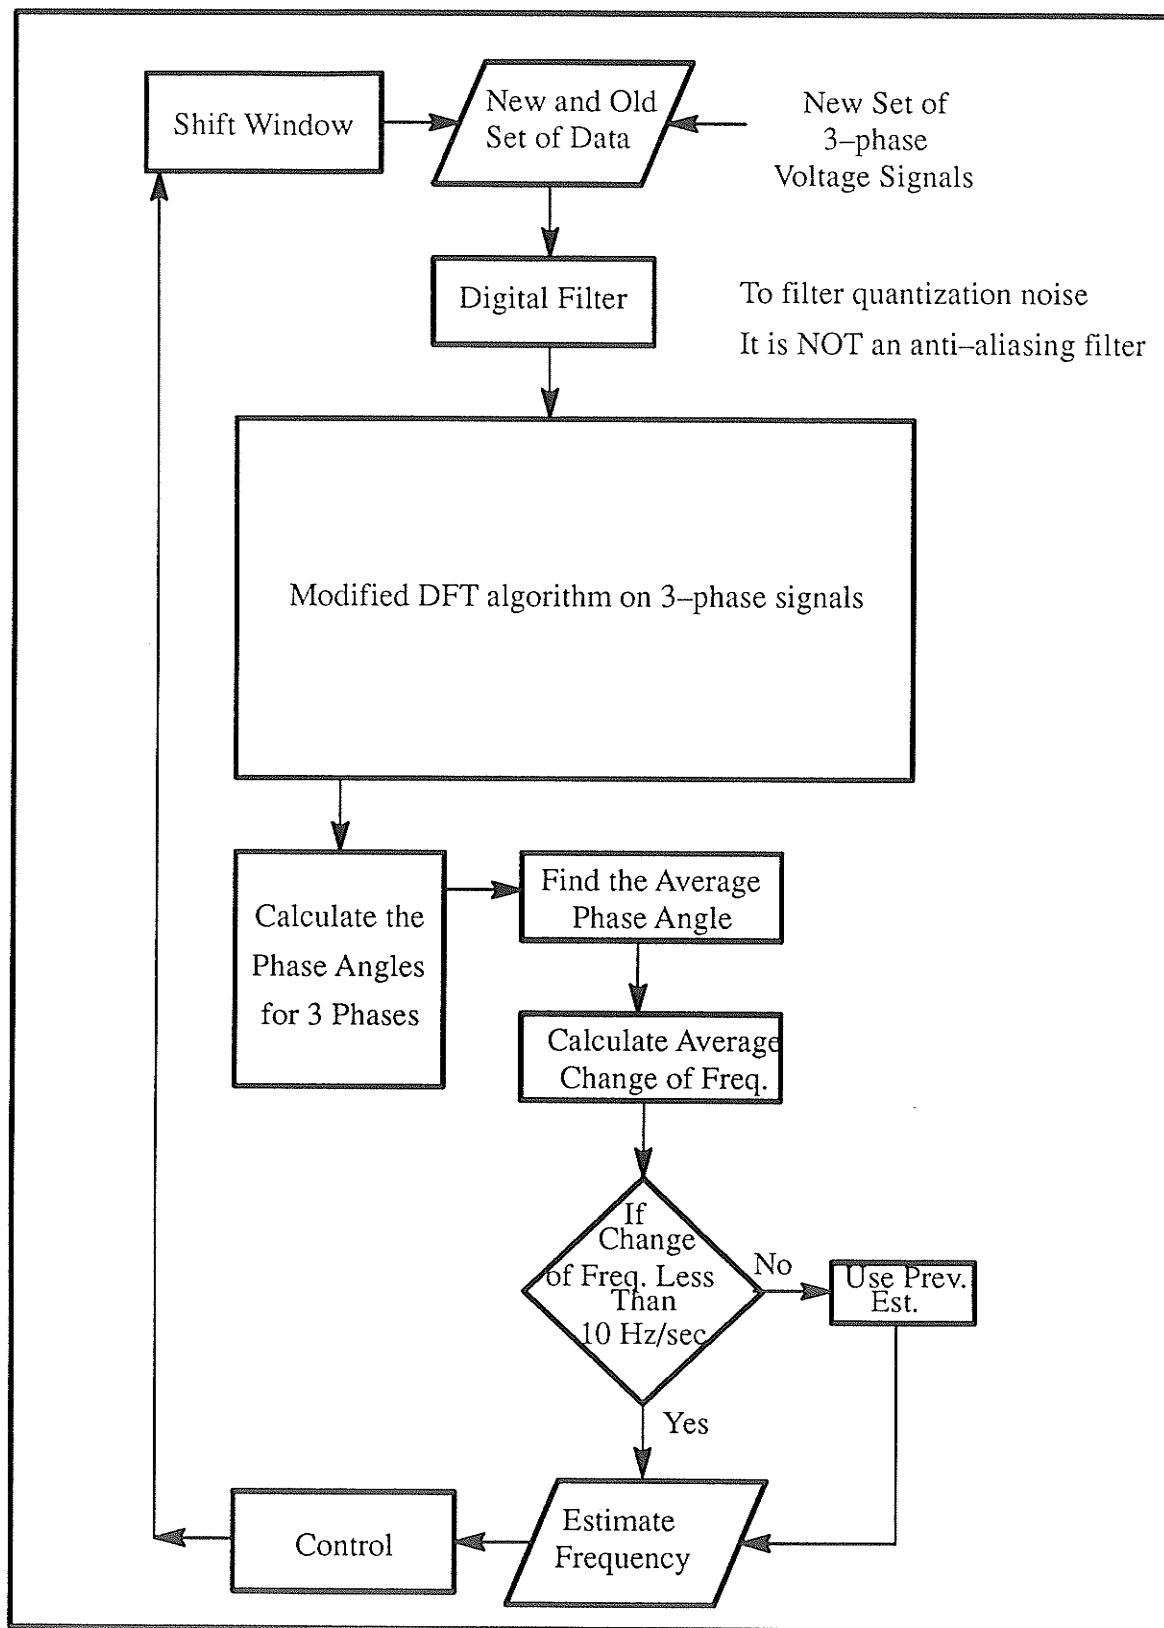 Shift Window
New and Old
Set of Data
New Set of
3–phase
Voltage Signals
Digital Filter
To filter quantization noise
It is NOT an anti–aliasing filter
Modified DFT algorithm on 3–phase signals
Calculate the
Phase Angles
for 3 Phases
Find the Average
Phase Angle
Calculate Average
Change of Freq.
If
Change
of Freq. Less
Than
10 Hz/sec
No
Use Prev.
Est.
Yes
Estimate
Frequency
Control